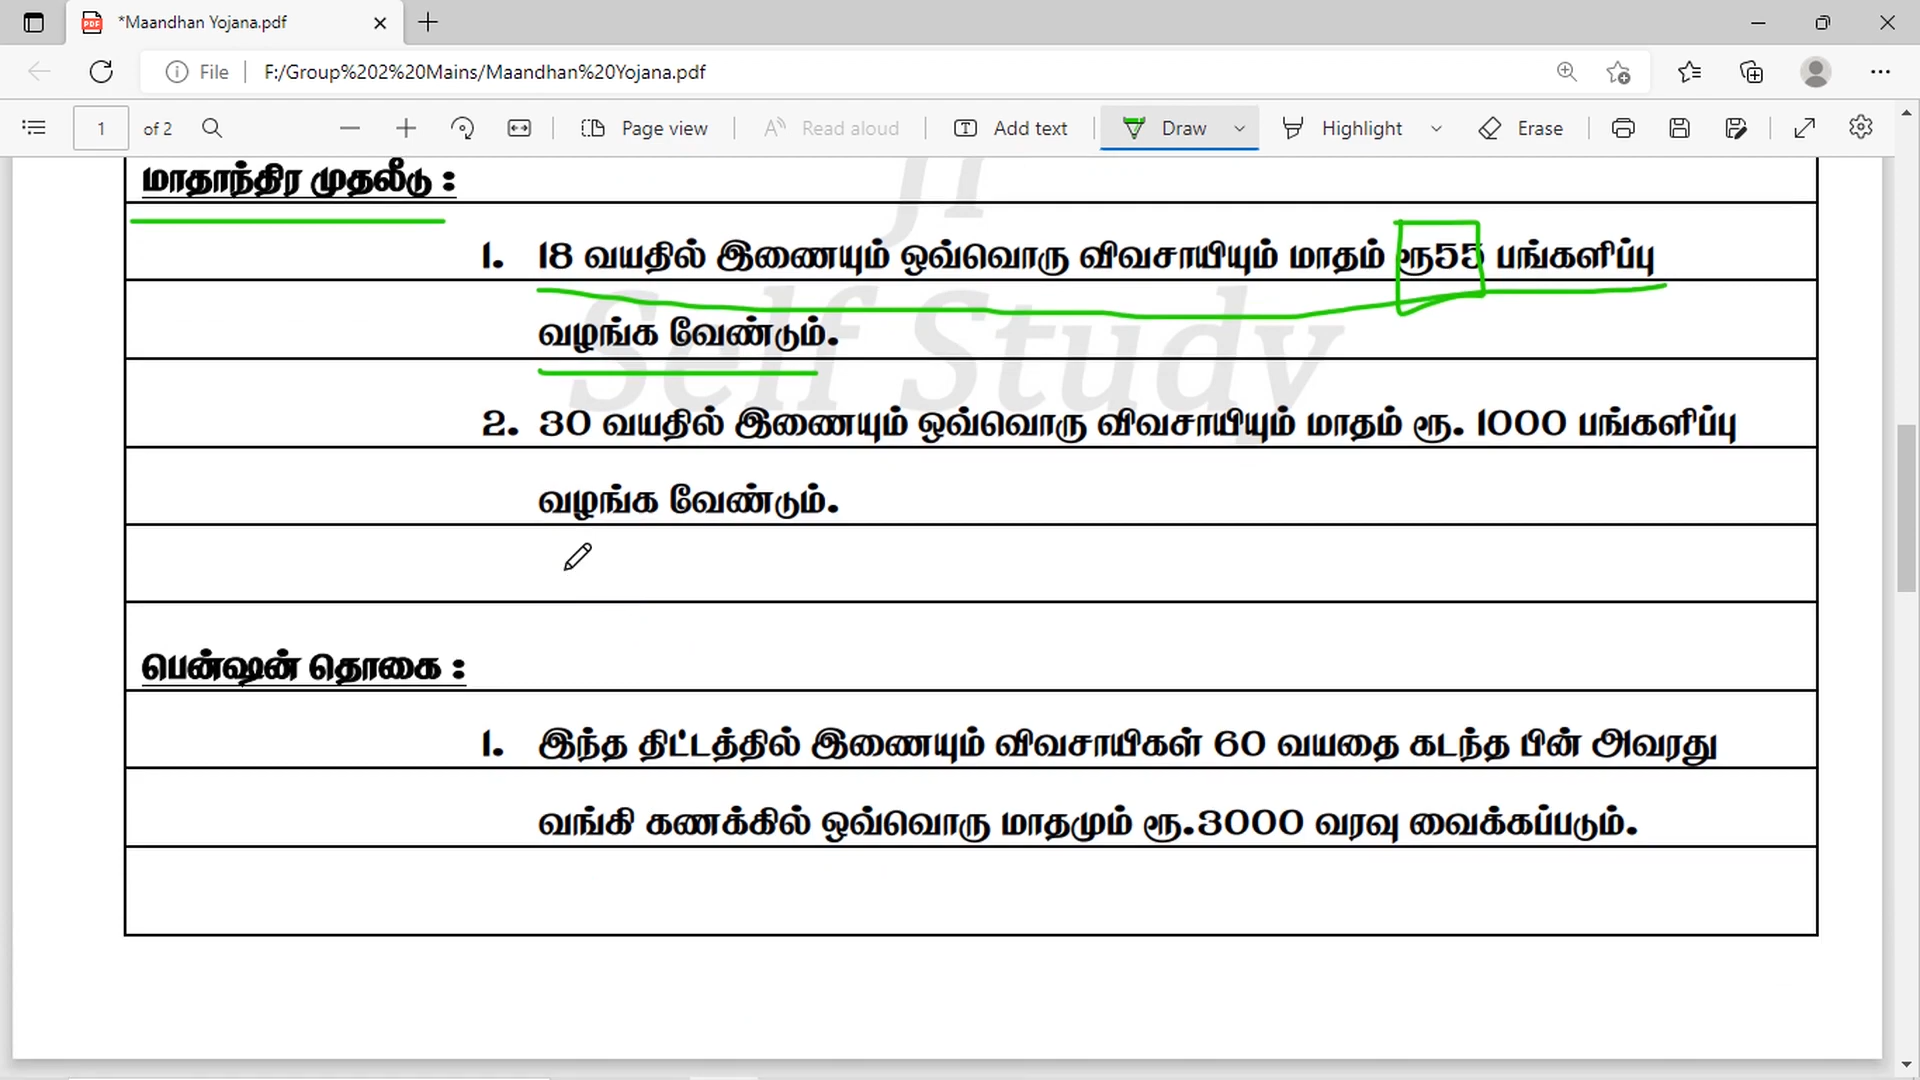 *Maandhan Yojana.pdf
File F:/Group%202%20Mains/Maandhan%20Yojana.pdf
1 of 2 Page view Read aloud Add text Draw Highlight Erase
மாதாந்திர முதலீடு :
1. 18 வயதில் இணையும் ஒவ்வொரு விவசாயியும் மாதம் ரூ55 பங்களிப்பு
வழங்க வேண்டும்.
Self Study
2. 30 வயதில் இணையும் ஒவ்வொரு விவசாயியும் மாதம் ரூ. 1000 பங்களிப்பு
வழங்க வேண்டும்.
பென்ஷன் தொகை :
1. இந்த திட்டத்தில் இணையும் விவசாயிகள் 60 வயதை கடந்த பின் அவரது
வங்கி கணக்கில் ஒவ்வொரு மாதமும் ரூ.3000 வரவு வைக்கப்படும்.